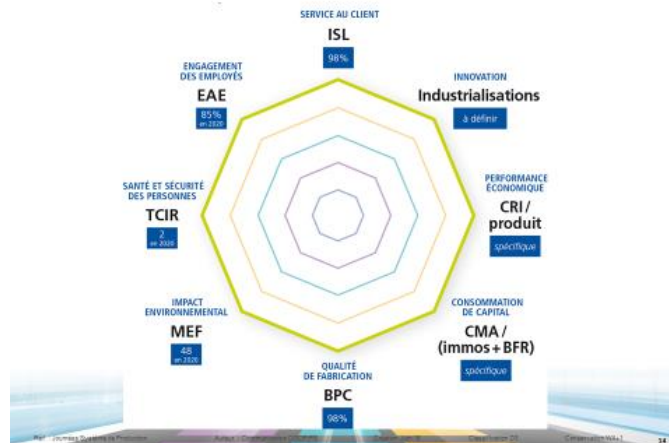 SERVICE AU CLIENT
ISL
98%
INNOVATION
Industrialisations
à définir
PERFORMANCE
ÉCONOMIQUE
CRI /
produit
spécifique
CONSOMMATION
DE CAPITAL
CMA /
(immos + BFR)
spécifique
QUALITÉ
DE FABRICATION
BPC
98%
IMPACT
ENVIRONNEMENTAL
MEF
48
en 2020
SANTÉ ET SÉCURITÉ
DES PERSONNES
TCIR
2
en 2020
ENGAGEMENT
DES EMPLOYÉS
EAE
85%
en 2020